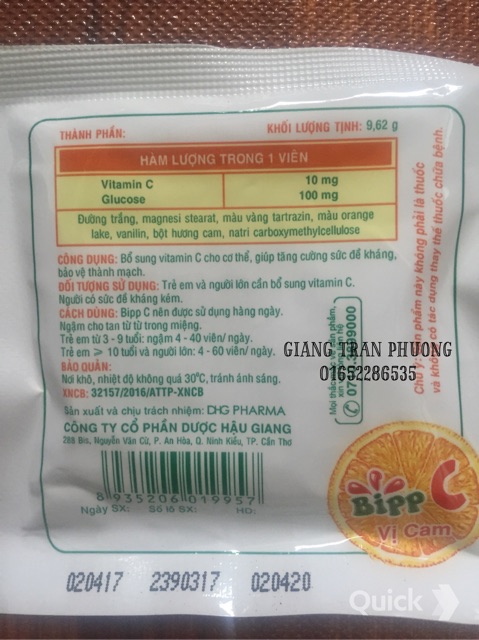 THÀNH PHẦN: KHỐI LƯỢNG TỊNH: 9,62 g
HÀM LƯỢNG TRONG 1 VIÊN
Vitamin C 10 mg
Glucose 100 mg
Đường trắng, magnesi stearat, màu vàng tartrazin, màu orange
lake, vanilin, bột hương cam, natri carboxymethylcellulose
CÔNG DỤNG: Bổ sung vitamin C cho cơ thể, giúp tăng cường sức đề kháng,
bảo vệ thành mạch.
ĐỐI TƯỢNG SỬ DỤNG: Trẻ em và người lớn cần bổ sung vitamin C.
Người có sức đề kháng kém.
CÁCH DÙNG: Bipp C nên được sử dụng hàng ngày.
Ngậm cho tan từ từ trong miệng.
Trẻ em từ 3 - 9 tuổi: ngậm 4 - 40 viên/ ngày.
Trẻ em ≥ 10 tuổi và người lớn: 4 - 60 viên/ ngày.
BẢO QUẢN:
Nơi khô, nhiệt độ không quá 30°C, tránh ánh sáng.
XNCB: 32157/2016/ATTP-XNCB
Sản xuất và chịu trách nhiệm: DHG PHARMA
CÔNG TY CỔ PHẦN DƯỢC HẬU GIANG
288 Bis, Nguyễn Văn Cừ, P. An Hòa, Q. Ninh Kiều, TP. Cần Thơ
8 935206 019957
Ngày SX: Số lô SX: HD:
020417 2390317 020420
Mọi thắc mắc về sản phẩm,
Chú ý: Sản phẩm này không phải là thuốc
và không có tác dụng thay thế thuốc chữa bệnh.
GIANG TRAN PHUONG
01652286535
Bipp C
Vị Cam
Quick